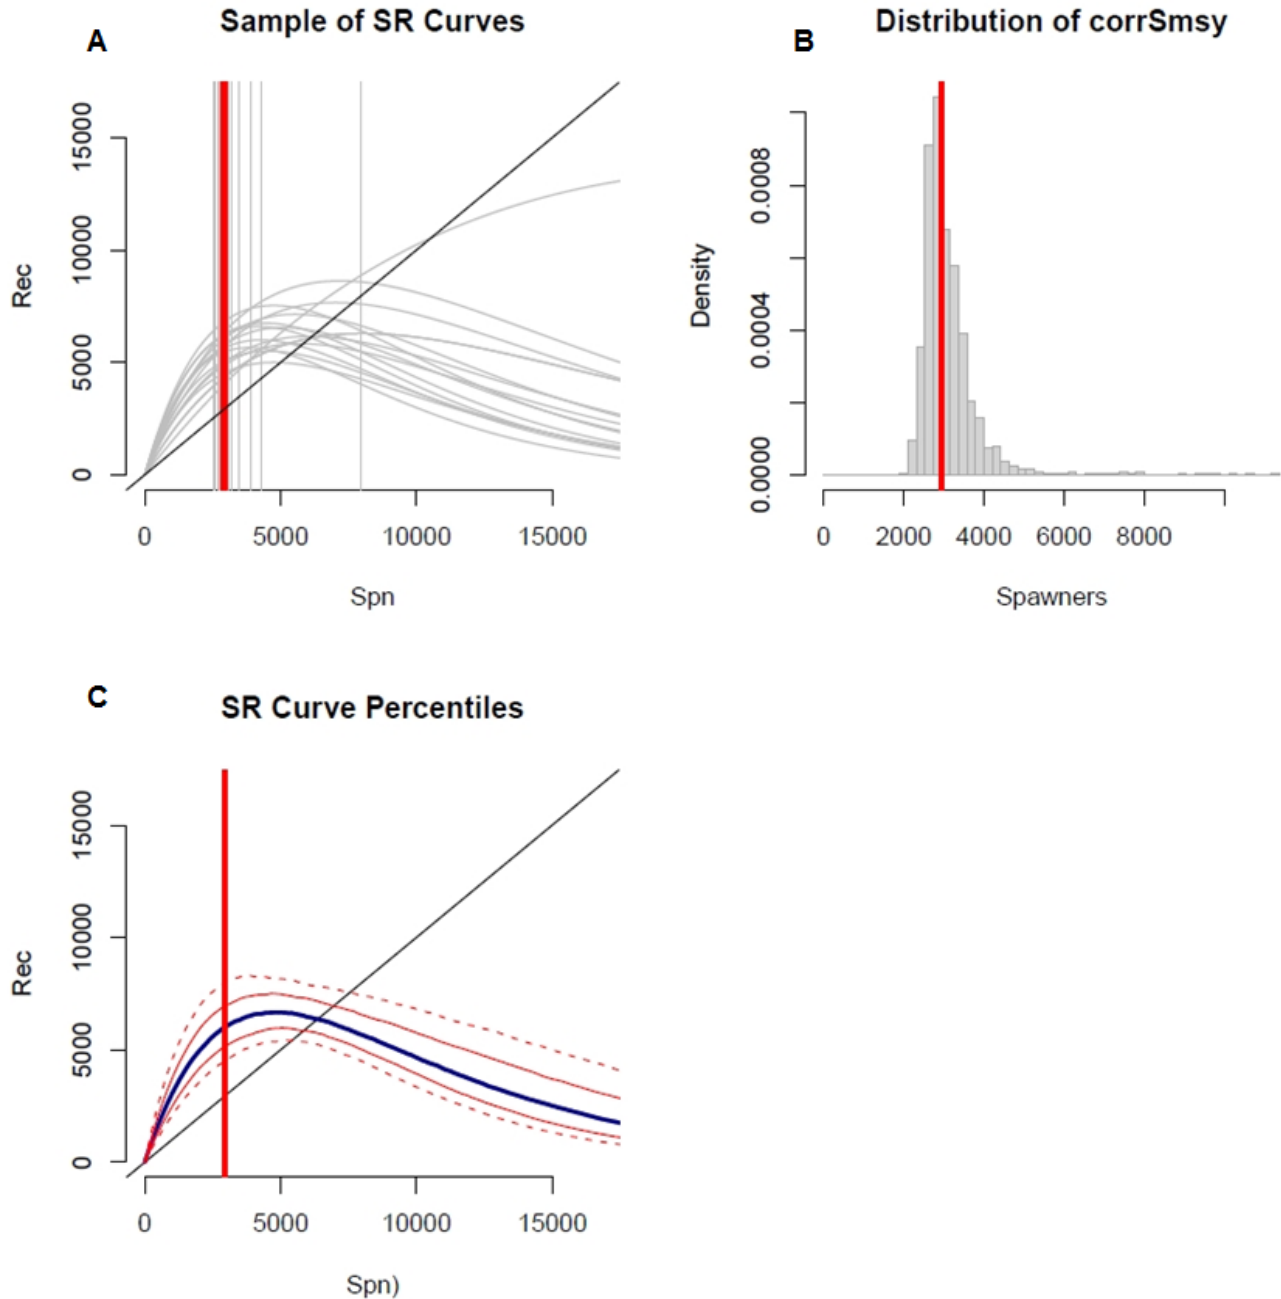 A
Sample of SR Curves
Rec
0
5000
10000
15000
0
5000
10000
15000
Spn
B
Distribution of corrSmsy
Density
0.0000
0.0004
0.0008
0
2000
4000
6000
8000
Spawners
C
SR Curve Percentiles
Rec
0
5000
10000
15000
0
5000
10000
15000
Spn)